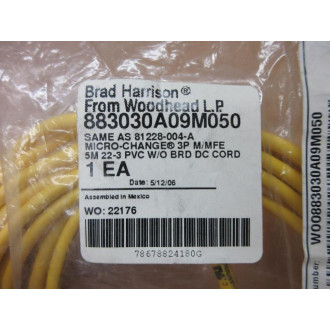 Brad Harrison®
From Woodhead L.P.
883030A09M050
SAME AS 81228-004-A
MICRO-CHANGE® 3P M/MFE
5M 22-3 PVC W/O BRD DC CORD
1 EA
Date: 5/12/06
Assembled in Mexico
WO: 22176
78678824180G
WO0883030A09M